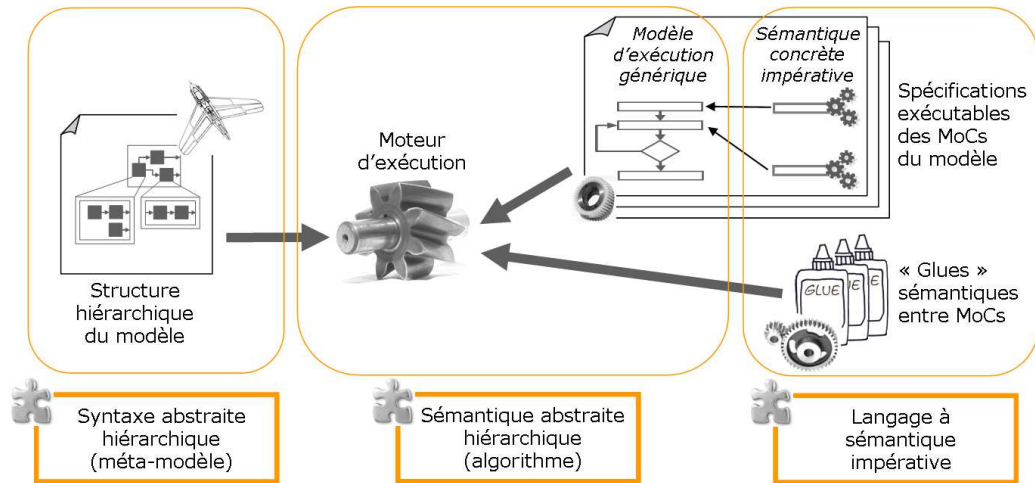 Modèle
d'exécution
générique
Sémantique
concrète
impérative
Spécifications
exécutables
des MoCs
du modèle
Moteur
d'exécution
Structure
hiérarchique
du modèle
GLUE
UE
E
« Glues »
sémantiques
entre MoCs
Syntaxe abstraite
hiérarchique
(méta-modèle)
Sémantique abstraite
hiérarchique
(algorithme)
Langage à
sémantique
impérative